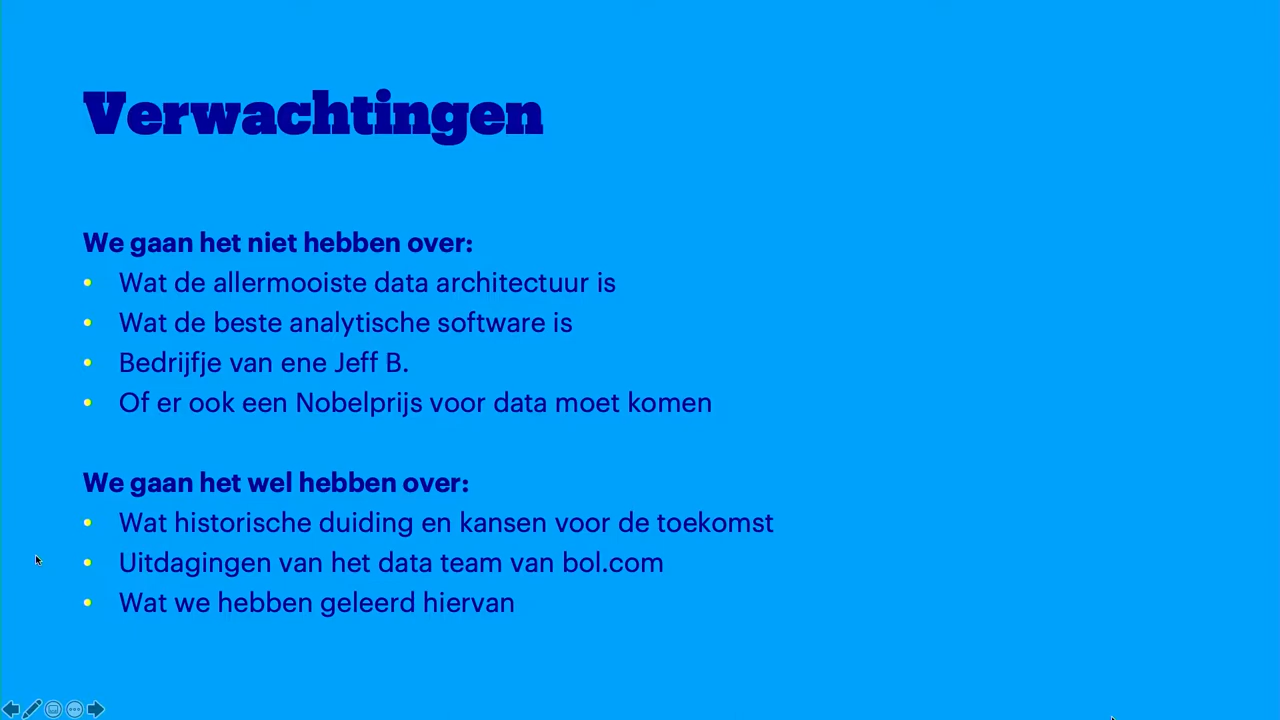 Verwachtingen
We gaan het niet hebben over:
• Wat de allermooiste data architectuur is
• Wat de beste analytische software is
• Bedrijfje van ene Jeff B.
• Of er ook een Nobelprijs voor data moet komen
We gaan het wel hebben over:
• Wat historische duiding en kansen voor de toekomst
• Uitdagingen van het data team van bol.com
• Wat we hebben geleerd hiervan